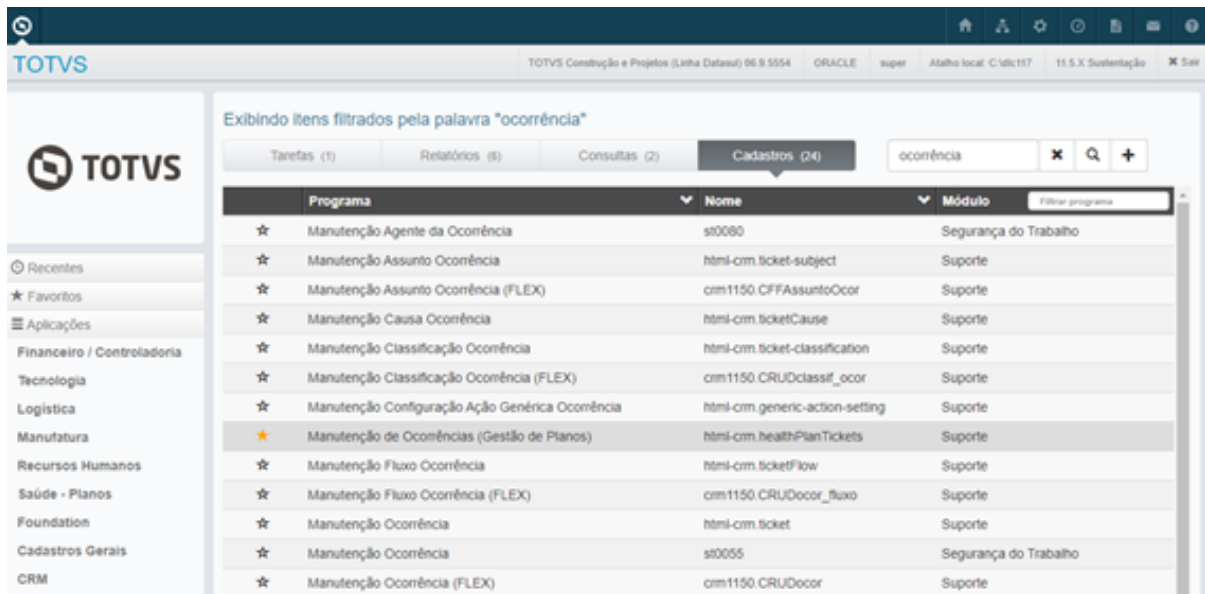 TOTVS
TOTVS Construção e Projetos (Linha Datasul) 06.9.5554 ORACLE super Atalho local: C:\dlc117 11.5.X Sustentação Sair
TOTVS
Exibindo itens filtrados pela palavra "ocorrência"
Tarefas (1) Relatórios (6) Consultas (2) Cadastros (24) ocorrência
Programa Nome Módulo Filtrar programa
Manutenção Agente da Ocorrência st0080 Segurança do Trabalho
Manutenção Assunto Ocorrência html-crm.ticket-subject Suporte
Manutenção Assunto Ocorrência (FLEX) crm1150.CFFAssuntoOcor Suporte
Manutenção Causa Ocorrência html-crm.ticketCause Suporte
Manutenção Classificação Ocorrência html-crm.ticket-classification Suporte
Manutenção Classificação Ocorrência (FLEX) crm1150.CRUDclassif_ocor Suporte
Manutenção Configuração Ação Genérica Ocorrência html-crm.generic-action-setting Suporte
Manutenção de Ocorrências (Gestão de Planos) html-crm.healthPlanTickets Suporte
Manutenção Fluxo Ocorrência html-crm.ticketFlow Suporte
Manutenção Fluxo Ocorrência (FLEX) crm1150.CRUDocor_fluxo Suporte
Manutenção Ocorrência html-crm.ticket Suporte
Manutenção Ocorrência st0055 Segurança do Trabalho
Manutenção Ocorrência (FLEX) crm1150.CRUDocor Suporte
Recentes
Favoritos
Aplicações
Financeiro / Controladoria
Tecnologia
Logística
Manufatura
Recursos Humanos
Saúde - Planos
Foundation
Cadastros Gerais
CRM